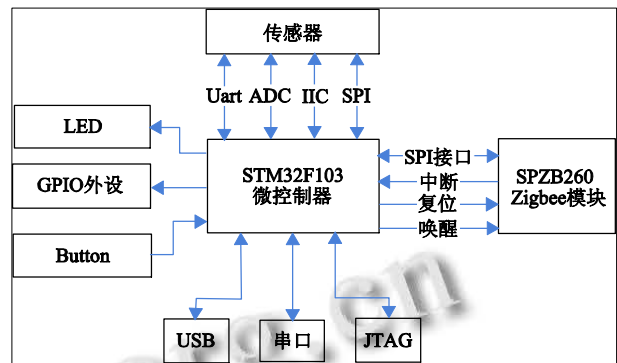 传感器
Uart ADC IIC SPI
LED
GPIO外设
Button
STM32F103
微控制器
SPI接口
中断
复位
唤醒
SPZB260
Zigbee模块
USB
串口
JTAG